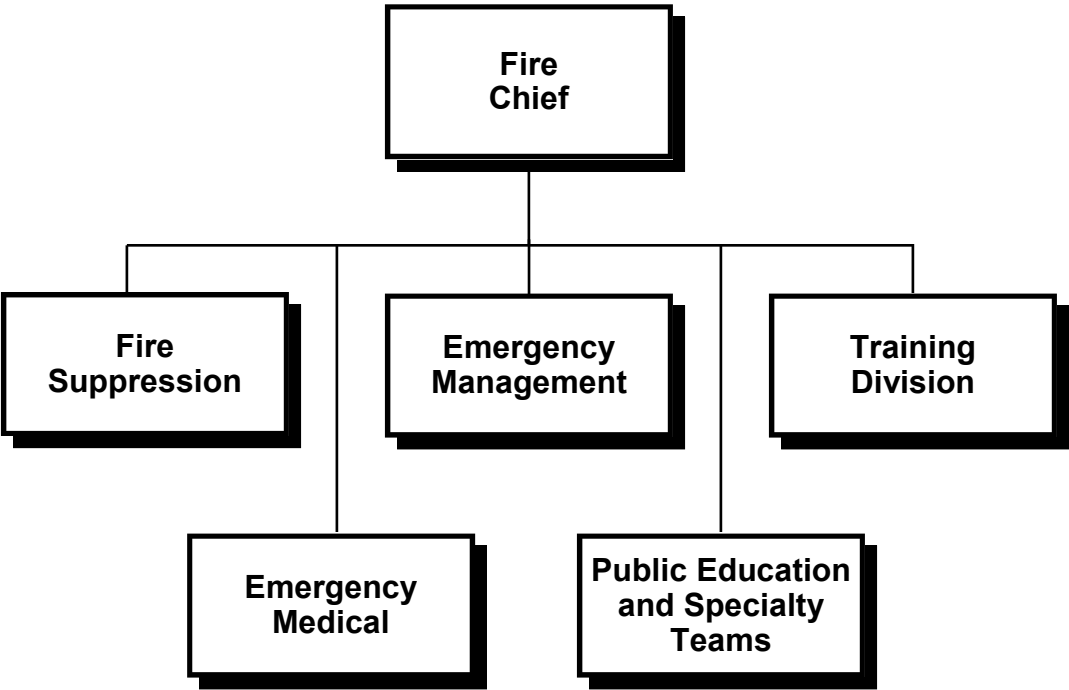 Fire
Chief
Fire
Suppression
Emergency
Management
Training
Division
Emergency
Medical
Public Education
and Specialty
Teams